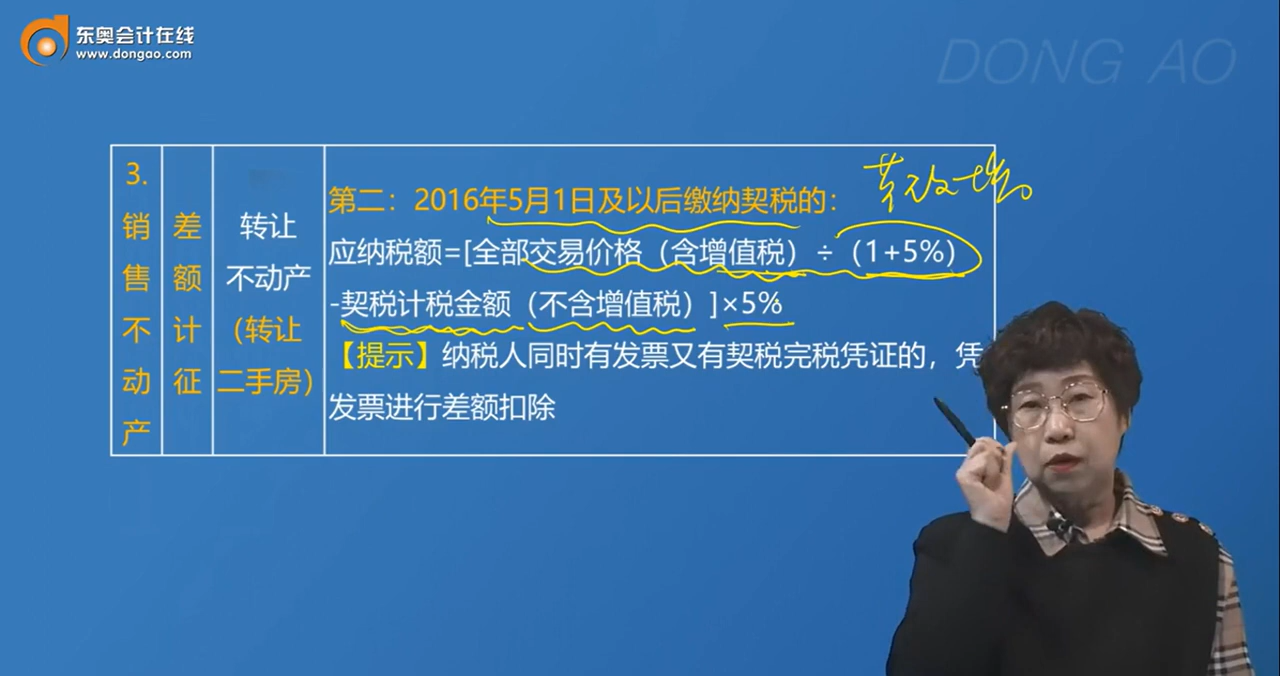 东奥会计在线
www.dongao.com
DONG AO
3.
销
售
不
动
产
差
额
计
征
转让
不动产
（转让
二手房）
第二：2016年5月1日及以后缴纳契税的：
应纳税额=[全部交易价格（含增值税）÷（1+5%）
-契税计税金额（不含增值税）]×5%
【提示】纳税人同时有发票又有契税完税凭证的，凭
发票进行差额扣除